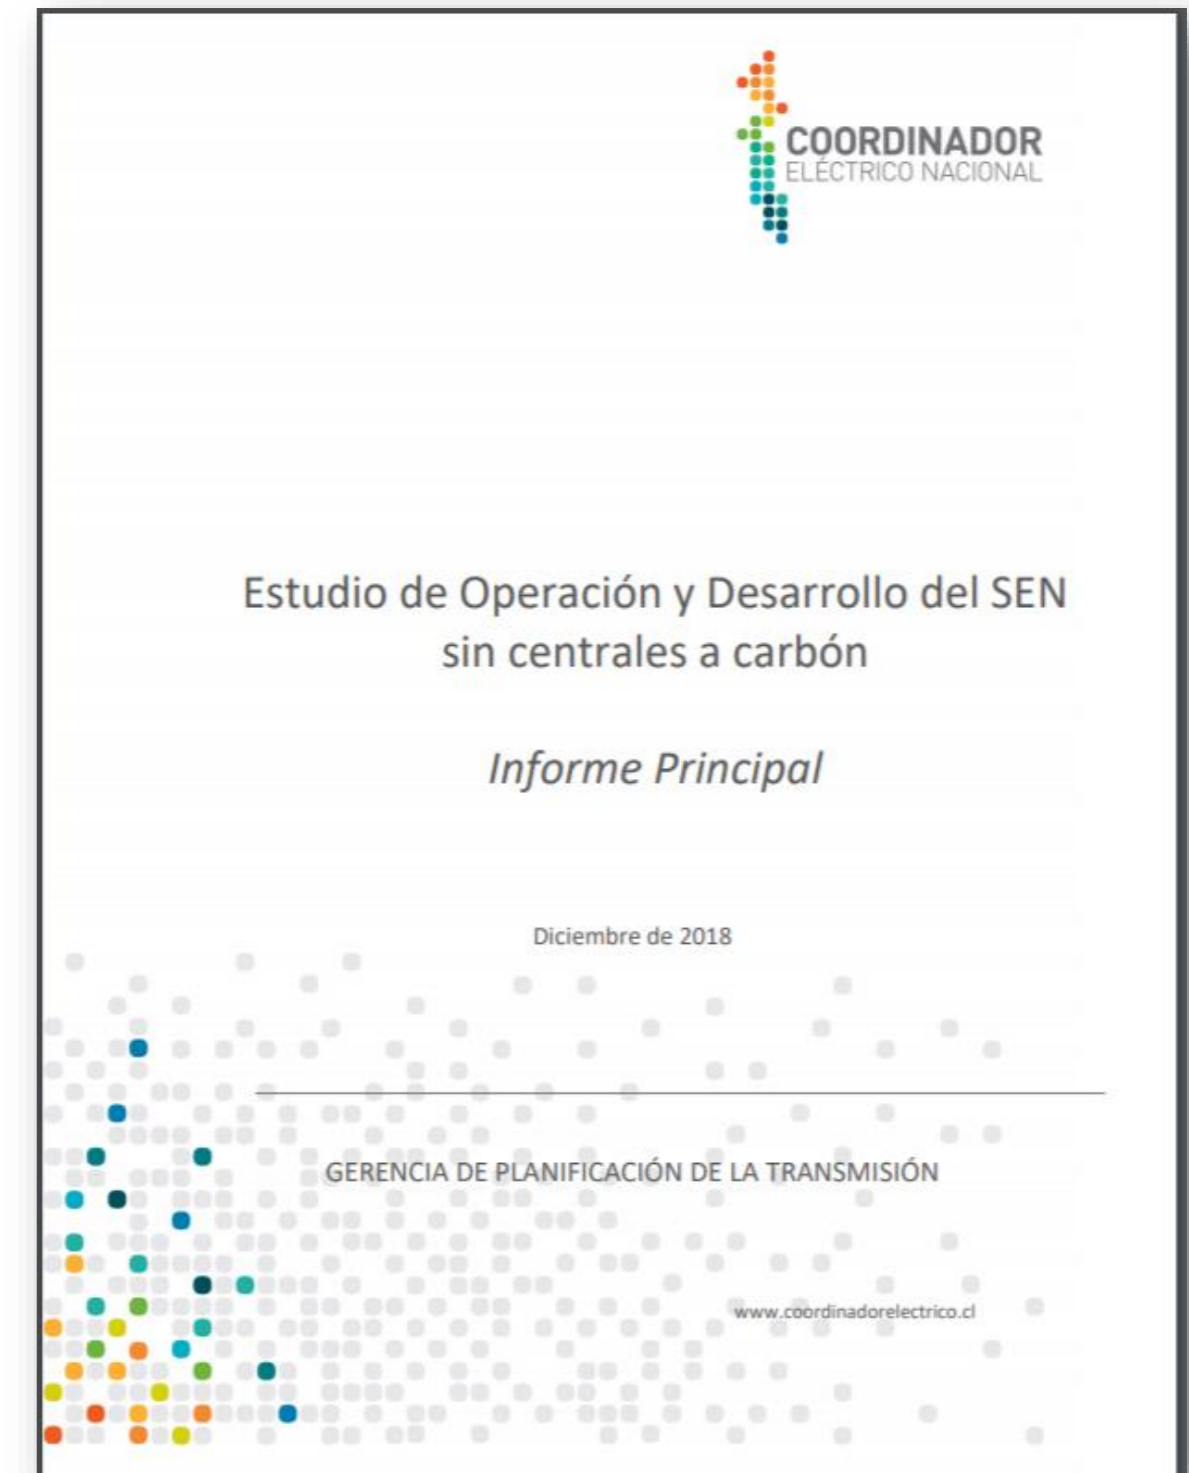 COORDINADOR
ELÉCTRICO NACIONAL
Estudio de Operación y Desarrollo del SEN
sin centrales a carbón
Informe Principal
Diciembre de 2018
GERENCIA DE PLANIFICACIÓN DE LA TRANSMISIÓN
www.coordinadorelectrico.cl